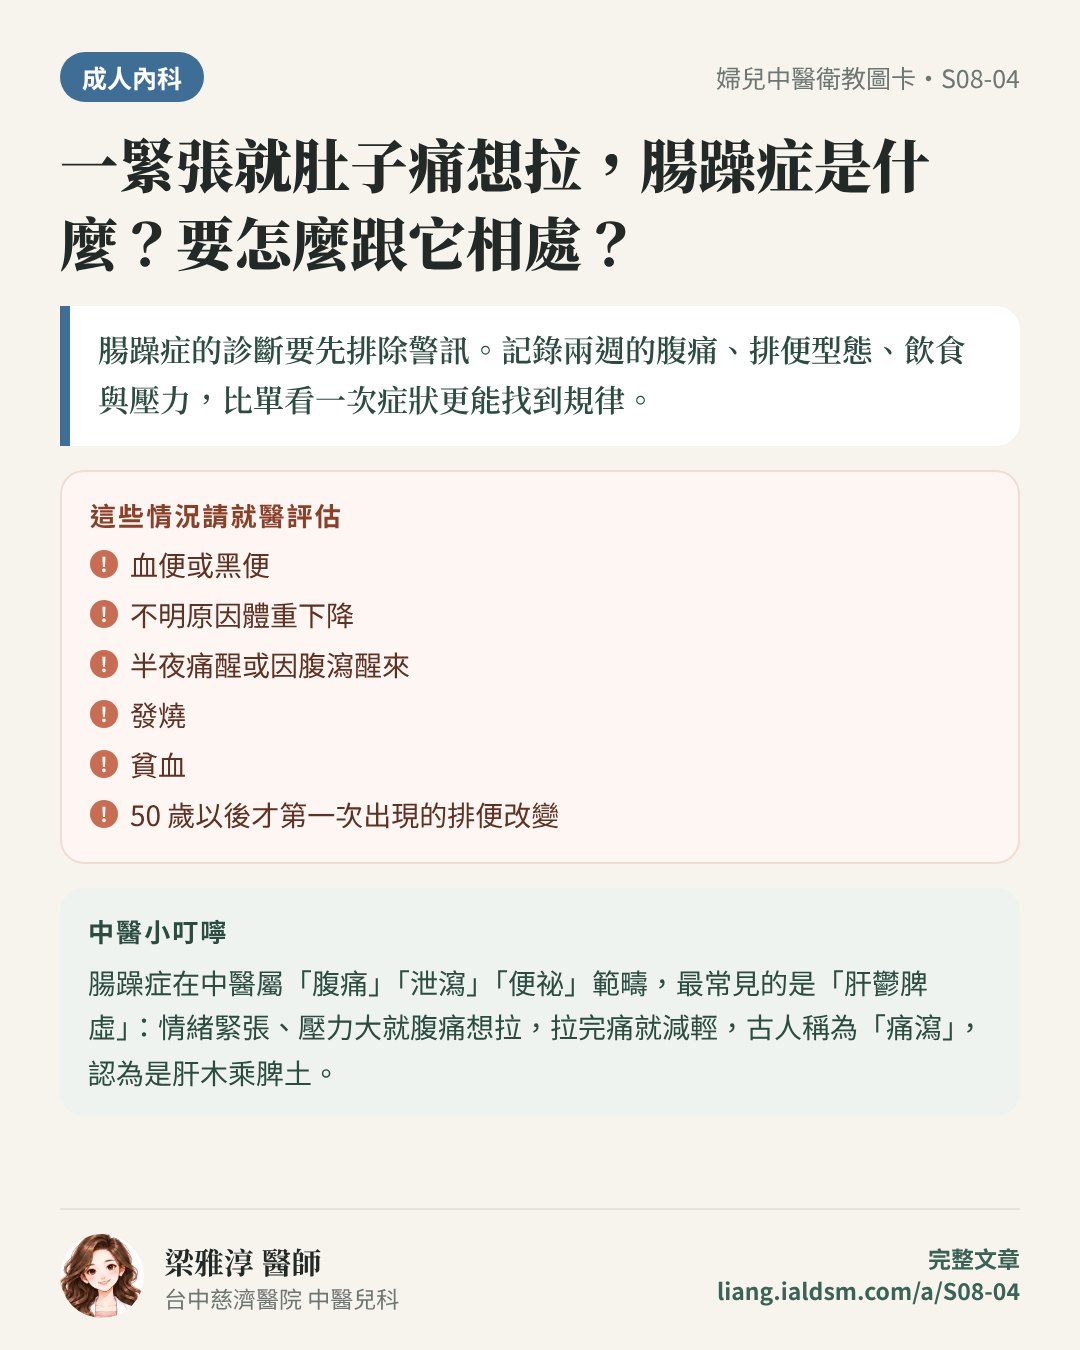 成人內科
婦兒中醫衛教圖卡・S08-04
一緊張就肚子痛想拉，腸躁症是什
麼？要怎麼跟它相處？
腸躁症的診斷要先排除警訊。記錄兩週的腹痛、排便型態、飲食
與壓力，比單看一次症狀更能找到規律。
這些情況請就醫評估
! 血便或黑便
! 不明原因體重下降
! 半夜痛醒或因腹瀉醒來
! 發燒
! 貧血
! 50 歲以後才第一次出現的排便改變
中醫小叮嚀
腸躁症在中醫屬「腹痛」「泄瀉」「便祕」範疇，最常見的是「肝鬱脾
虛」：情緒緊張、壓力大就腹痛想拉，拉完痛就減輕，古人稱為「痛瀉」，
認為是肝木乘脾土。
梁雅淳 醫師
台中慈濟醫院 中醫兒科
完整文章
liang.ialdsm.com/a/S08-04